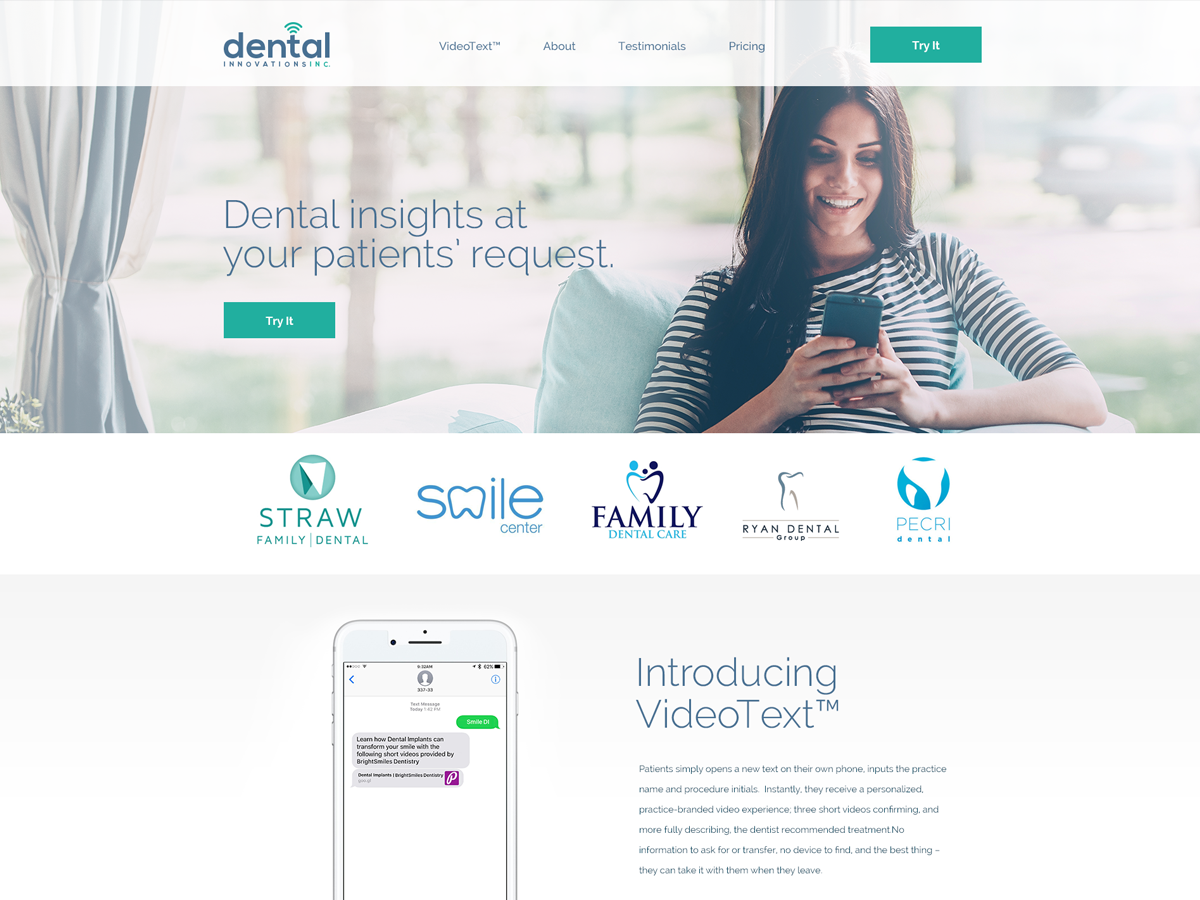 dental
INNOVATIONS INC.
VideoText™
About
Testimonials
Pricing
Try It
Dental insights at
your patients' request.
Try It
STRAW
FAMILY | DENTAL
smile
center
FAMILY
DENTAL CARE
RYAN DENTAL
Group
PECRI
dental
9:32AM
62%
337-33
Text Message
Today 1:42 PM
Smile DI
Learn how Dental Implants can
transform your smile with the
following short videos provided by
BrightSmiles Dentistry
Dental Implants | BrightSmiles Dentistry
Introducing
VideoText™
Patients simply opens a new text on their own phone, inputs the practice
name and procedure initials.  Instantly, they receive a personalized,
practice-branded video experience; three short videos confirming, and
more fully describing, the dentist recommended treatment.No
information to ask for or transfer, no device to find, and the best thing –
they can take it with them when they leave.